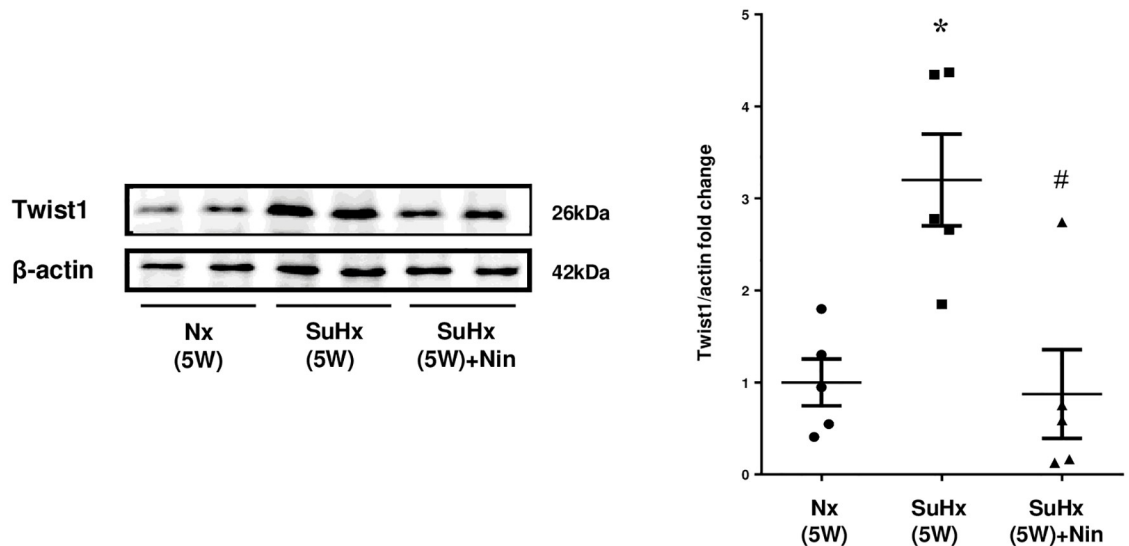 Twist1
26kDa
β-actin
42kDa
Nx
(5W)
SuHx
(5W)
SuHx
(5W)+Nin
Twist1/actin fold change
5
4
3
2
1
0
*
#
Nx
(5W)
SuHx
(5W)
SuHx
(5W)+Nin